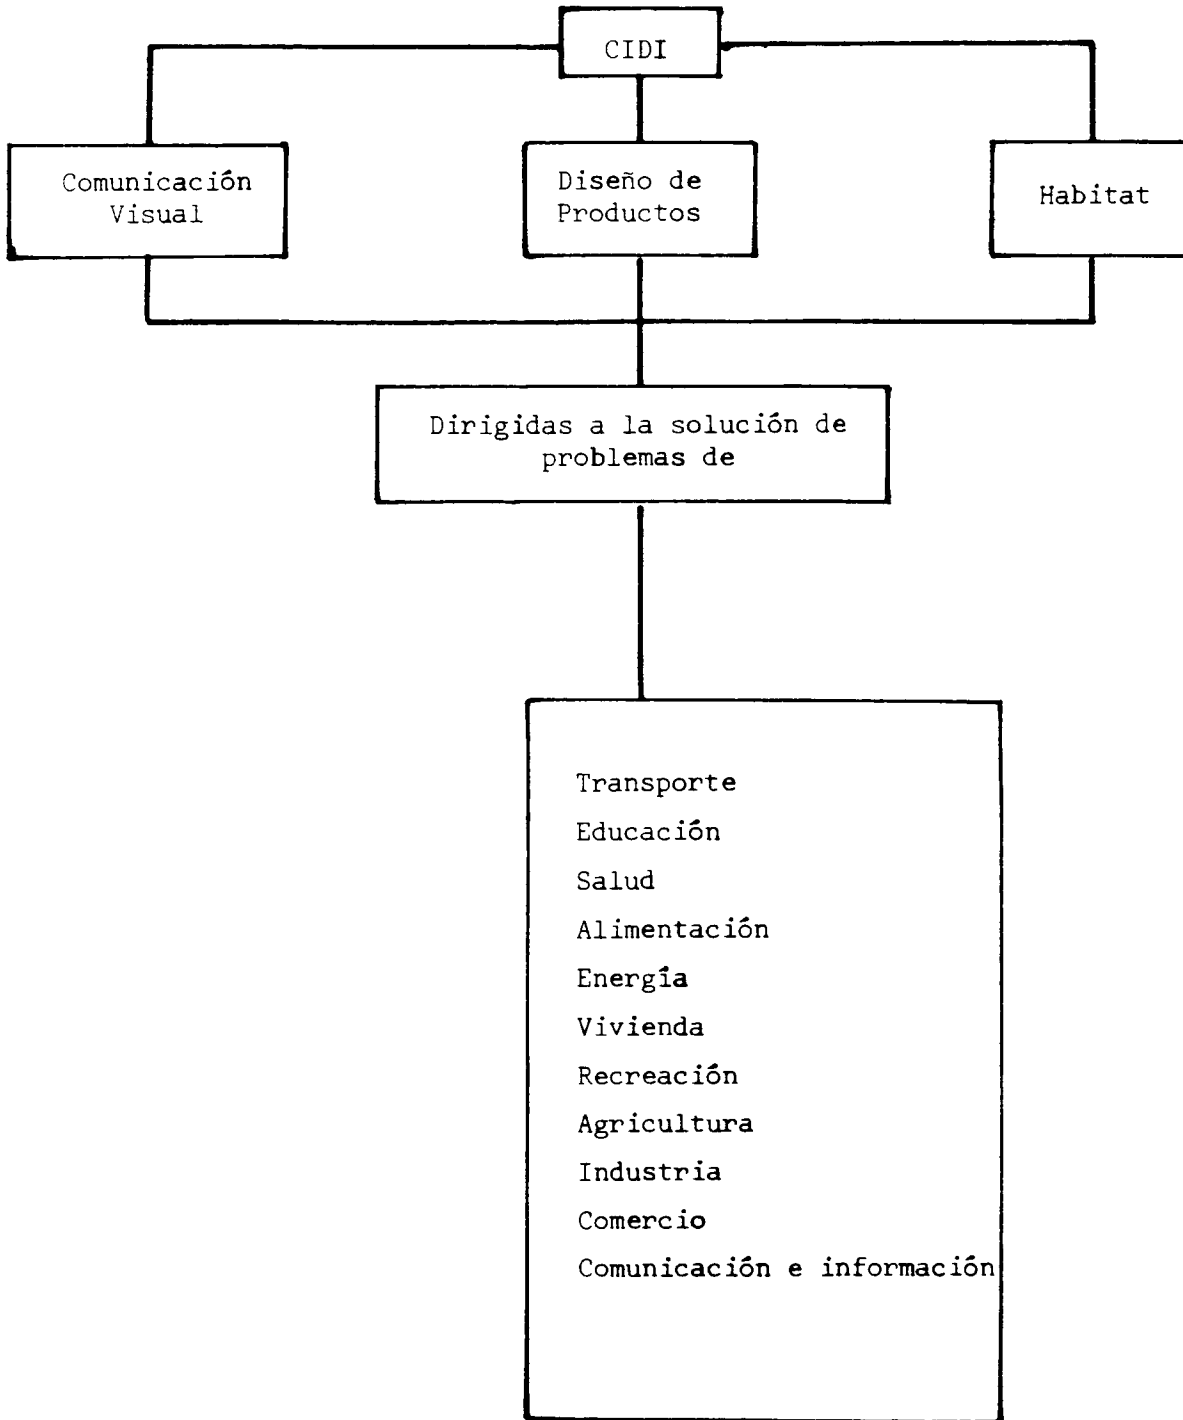 CIDI
Comunicación
Visual
Diseño de
Productos
Habitat
Dirigidas a la solución de
problemas de
Transporte
Educación
Salud
Alimentación
Energía
Vivienda
Recreación
Agricultura
Industria
Comercio
Comunicación e información